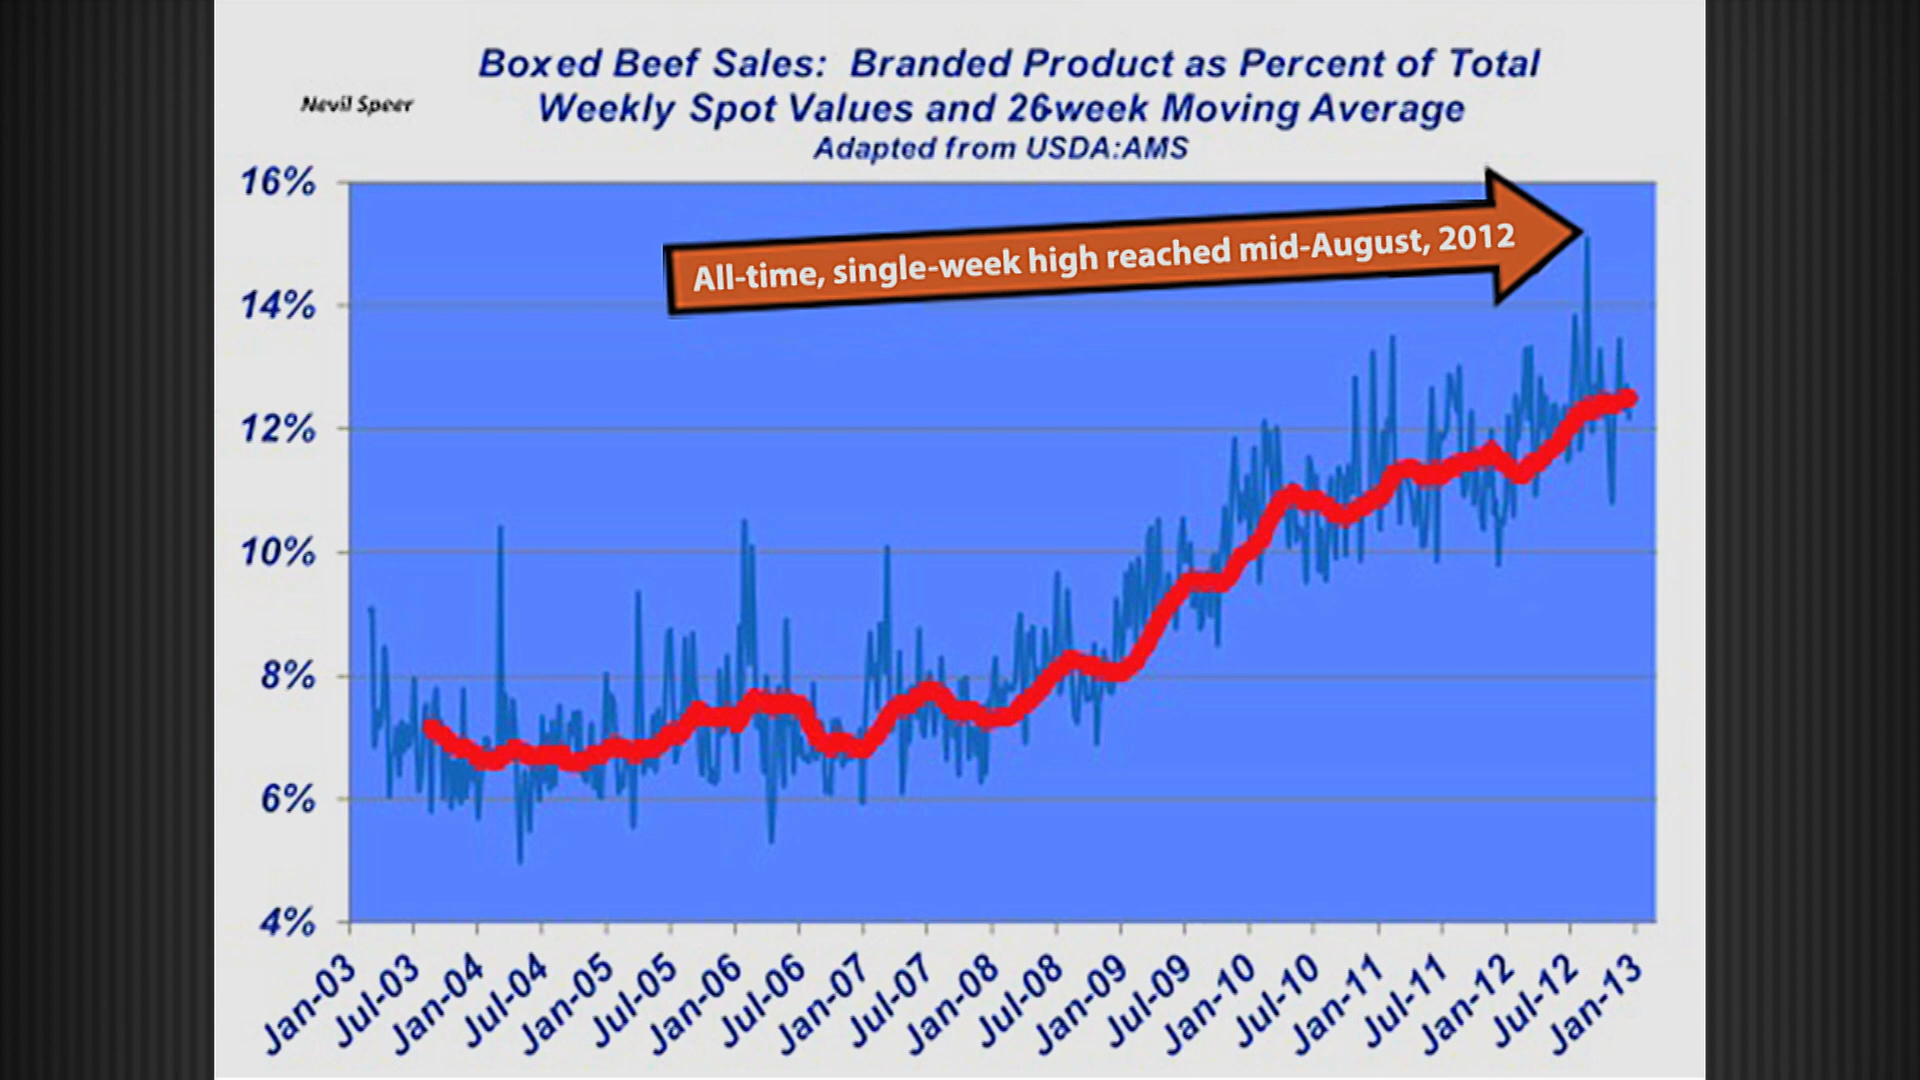 Boxed Beef Sales: Branded Product as Percent of Total
Nevil Speer
Weekly Spot Values and 26-week Moving Average
Adapted from USDA:AMS
16%
All-time, single-week high reached mid-August, 2012
14%
12%
10%
8%
6%
4%
Jan-03
Jul-03
Jan-04
Jul-04
Jan-05
Jul-05
Jan-06
Jul-06
Jan-07
Jul-07
Jan-08
Jul-08
Jan-09
Jul-09
Jan-10
Jul-10
Jan-11
Jul-11
Jan-12
Jul-12
Jan-13